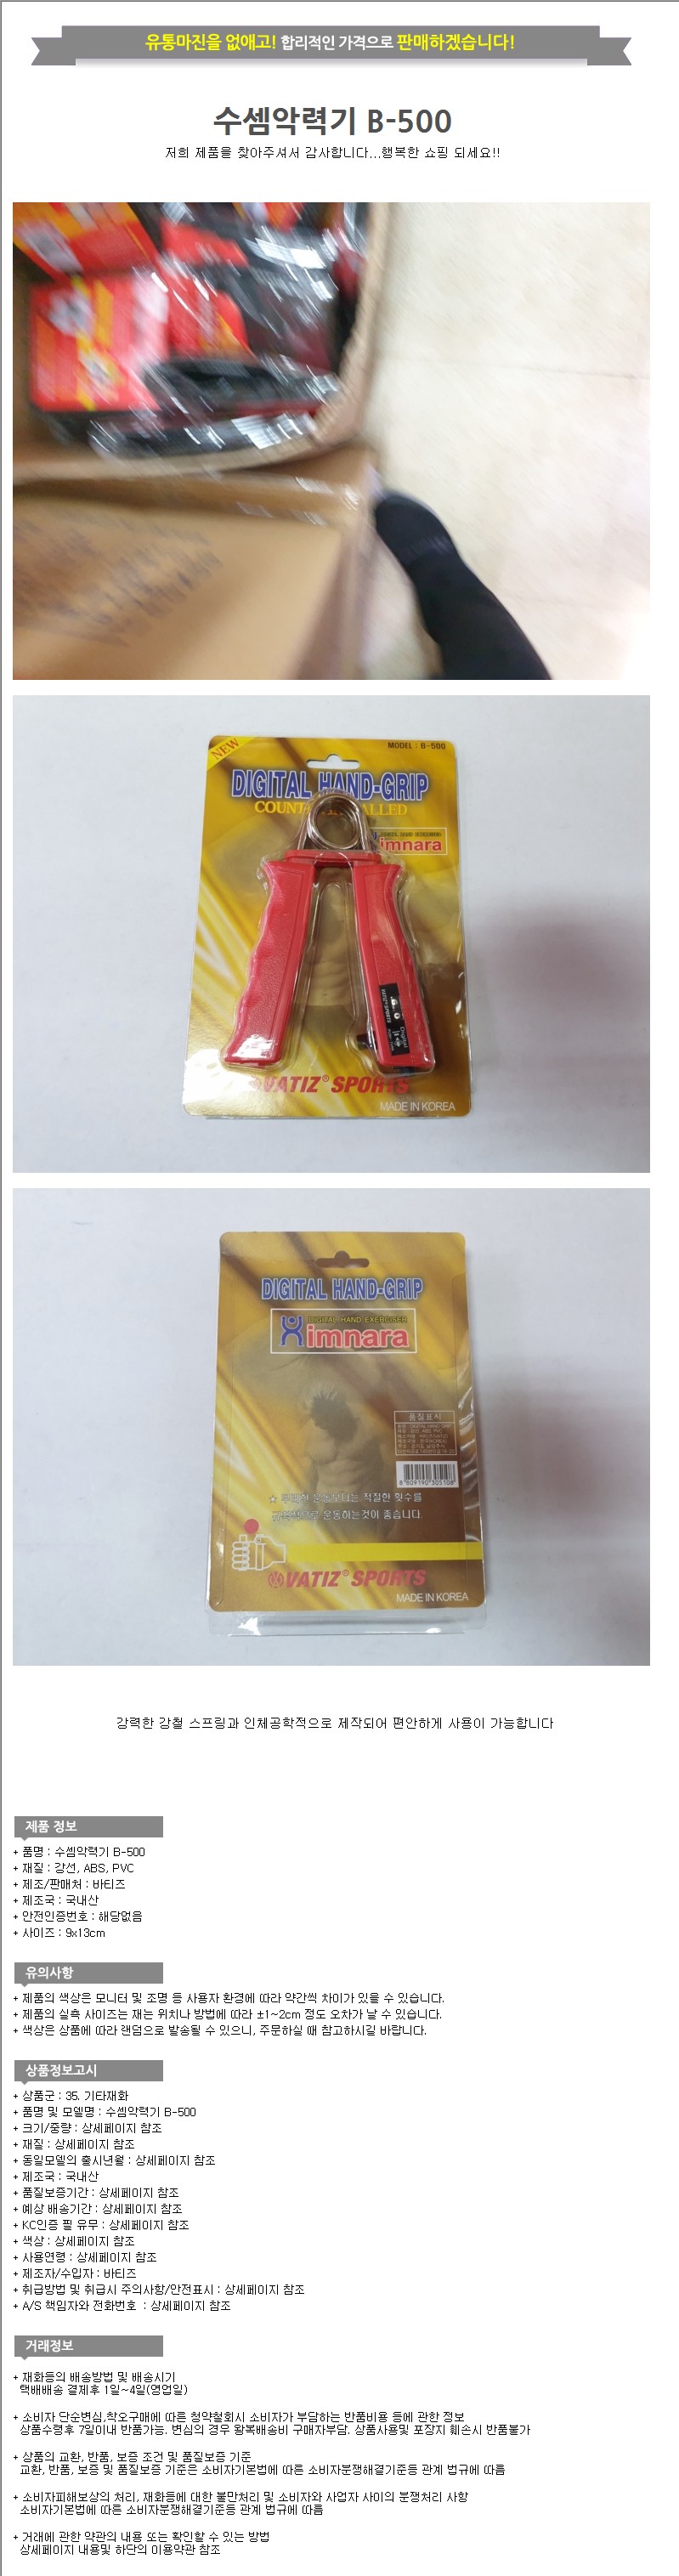 유통마진을 없애고! 합리적인 가격으로 판매하겠습니다!
수셈악력기 B-500
저희 제품을 찾아주셔서 감사합니다...행복한 쇼핑 되세요!!
NEW
MODEL : B-500
DIGITAL HAND-GRIP
imnara
VATIZ® SPORTS
MADE IN KOREA
DIGITAL HAND-GRIP
DIGITAL HAND EXERCISER
imnara
품질표시
8 809190 305108
☆ 무리한 운동보다는 적절한 횟수를
규칙적으로 운동하는것이 좋습니다.
VATIZ® SPORTS
MADE IN KOREA
강력한 강철 스프링과 인체공학적으로 제작되어 편안하게 사용이 가능합니다
제품 정보
+ 품명 : 수셈악력기 B-500
+ 재질 : 강선, ABS, PVC
+ 제조/판매처 : 바티즈
+ 제조국 : 국내산
+ 안전인증번호 : 해당없음
+ 사이즈 : 9x13cm
유의사항
+ 제품의 색상은 모니터 및 조명 등 사용자 환경에 따라 약간씩 차이가 있을 수 있습니다.
+ 제품의 실측 사이즈는 재는 위치나 방법에 따라 ±1~2cm 정도 오차가 날 수 있습니다.
+ 색상은 상품에 따라 랜덤으로 발송될 수 있으니, 주문하실 때 참고하시길 바랍니다.
상품정보고시
+ 상품군 : 35. 기타재화
+ 품명 및 모델명 : 수셈악력기 B-500
+ 크기/중량 : 상세페이지 참조
+ 재질 : 상세페이지 참조
+ 동일모델의 출시년월 : 상세페이지 참조
+ 제조국 : 국내산
+ 품질보증기간 : 상세페이지 참조
+ 예상 배송기간 : 상세페이지 참조
+ KC인증 필 유무 : 상세페이지 참조
+ 색상 : 상세페이지 참조
+ 사용연령 : 상세페이지 참조
+ 제조자/수입자 : 바티즈
+ 취급방법 및 취급시 주의사항/안전표시 : 상세페이지 참조
+ A/S 책임자와 전화번호 : 상세페이지 참조
거래정보
+ 재화등의 배송방법 및 배송시기
택배배송 결제후 1일~4일(영업일)
+ 소비자 단순변심,착오구매에 따른 청약철회시 소비자가 부담하는 반품비용 등에 관한 정보
상품수령후 7일이내 반품가능. 변심의 경우 왕복배송비 구매자부담. 상품사용및 포장지 훼손시 반품불가
+ 상품의 교환, 반품, 보증 조건 및 품질보증 기준
교환, 반품, 보증 및 품질보증 기준은 소비자기본법에 따른 소비자분쟁해결기준등 관계 법규에 따름
+ 소비자피해보상의 처리, 재화등에 대한 불만처리 및 소비자와 사업자 사이의 분쟁처리 사항
소비자기본법에 따른 소비자분쟁해결기준등 관계 법규에 따름
+ 거래에 관한 약관의 내용 또는 확인할 수 있는 방법
상세페이지 내용및 하단의 이용약관 참조